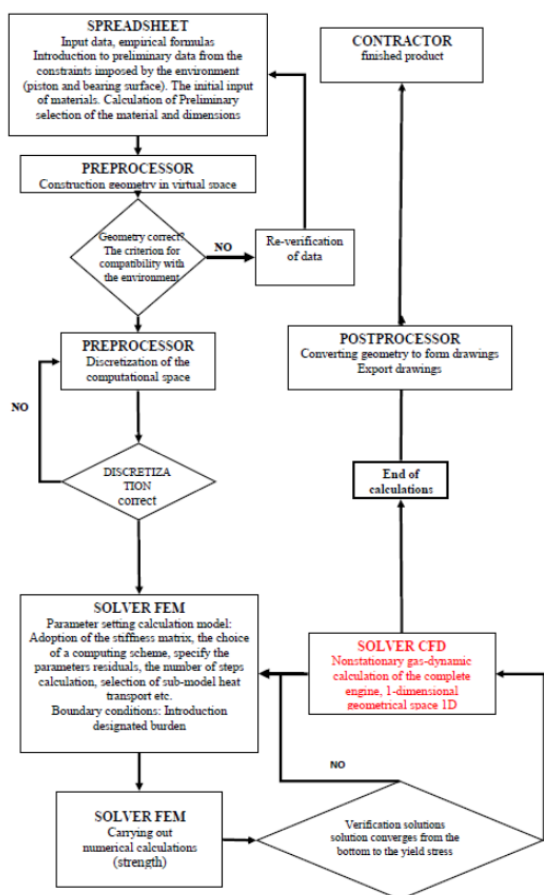 SPREADSHEET
Input data, empirical formulas
Introduction to preliminary data from the
constraints imposed by the environment
(piston and bearing surface). The initial input
of materials. Calculation of Preliminary
selection of the material and dimensions
PREPROCESSOR
Construction geometry in virtual space
Geometry correct?
The criterion for
compatibility with
the environment
NO
Re-verification
of data
PREPROCESSOR
Discretization of the
computational space
NO
DISCRETIZA
TION
correct
SOLVER FEM
Parameter setting calculation model:
Adoption of the stiffness matrix, the choice
of a computing scheme, specify the
parameters residuals, the number of steps
calculation, selection of sub-model heat
transport etc.
Boundary conditions: Introduction
designated burden
SOLVER FEM
Carrying out
numerical calculations
(strength)
Verification solutions
solution converges from the
bottom to the yield stress
NO
SOLVER CFD
Nonstationary gas-dynamic
calculation of the complete
engine, 1-dimensional
geometrical space 1D
End of
calculations
POSTPROCESSOR
Converting geometry to form drawings
Export drawings
CONTRACTOR
finished product